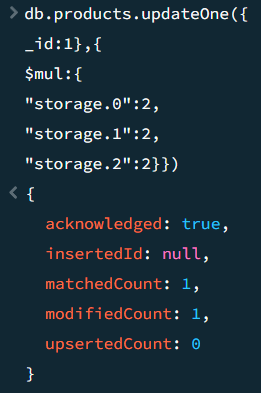 > db.products.updateOne({
_id:1},{
$mul:{
"storage.0":2,
"storage.1":2,
"storage.2":2}})
< {
acknowledged: true,
insertedId: null,
matchedCount: 1,
modifiedCount: 1,
upsertedCount: 0
}